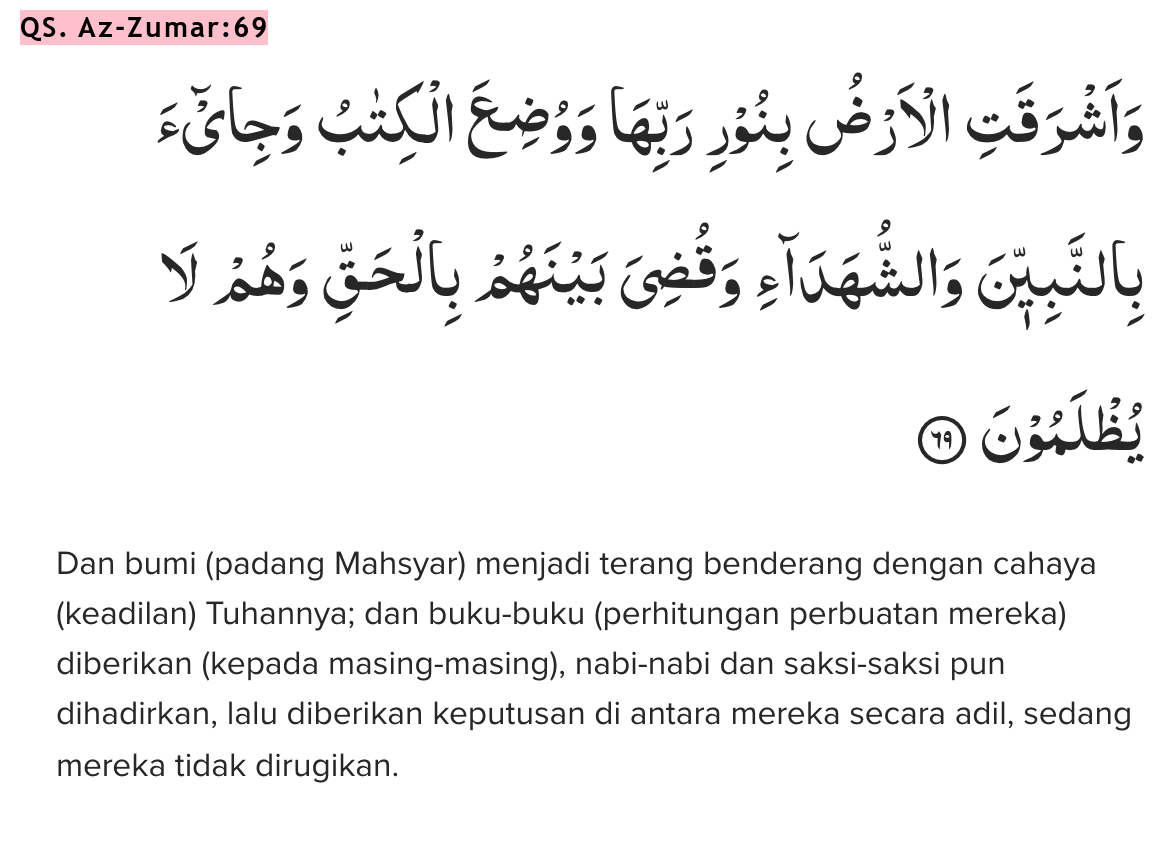 QS. Az-Zumar:69
وَاَشْرَقَتِ الْاَرْضُ بِنُوْرِ رَبِّهَا وَوُضِعَ الْكِتٰبُ وَجِايْۤءَ
بِالنَّبِيّٖنَ وَالشُّهَدَاۤءِ وَقُضِيَ بَيْنَهُمْ بِالْحَقِّ وَهُمْ لَا
يُظْلَمُوْنَ ٦٩
Dan bumi (padang Mahsyar) menjadi terang benderang dengan cahaya
(keadilan) Tuhannya; dan buku-buku (perhitungan perbuatan mereka)
diberikan (kepada masing-masing), nabi-nabi dan saksi-saksi pun
dihadirkan, lalu diberikan keputusan di antara mereka secara adil, sedang
mereka tidak dirugikan.